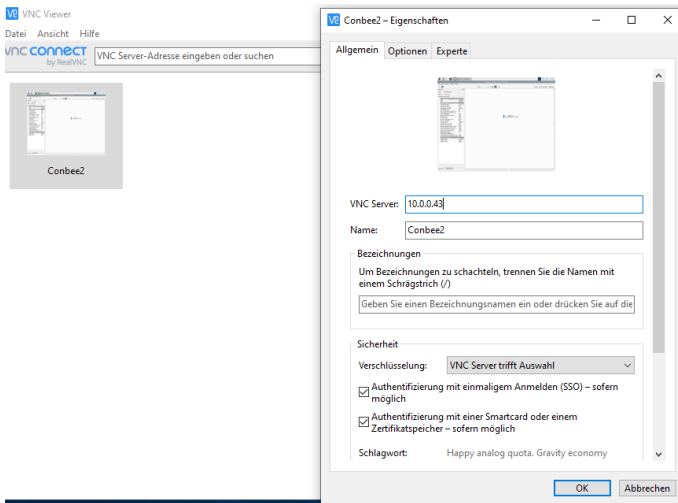 VNC Viewer
Datei Ansicht Hilfe
vnc connect
by RealVNC
VNC Server-Adresse eingeben oder suchen
Conbee2
Conbee2 – Eigenschaften
Allgemein Optionen Experte
VNC Server: 10.0.0.43
Name: Conbee2
Bezeichnungen
Um Bezeichnungen zu schachteln, trennen Sie die Namen mit
einem Schrägstrich (/)
Geben Sie einen Bezeichnungsnamen ein oder drücken Sie auf die
Sicherheit
Verschlüsselung: VNC Server trifft Auswahl
Authentifizierung mit einmaligem Anmelden (SSO) – sofern
möglich
Authentifizierung mit einer Smartcard oder einem
Zertifikatspeicher – sofern möglich
Schlagwort: Happy analog quota. Gravity economy
OK Abbrechen